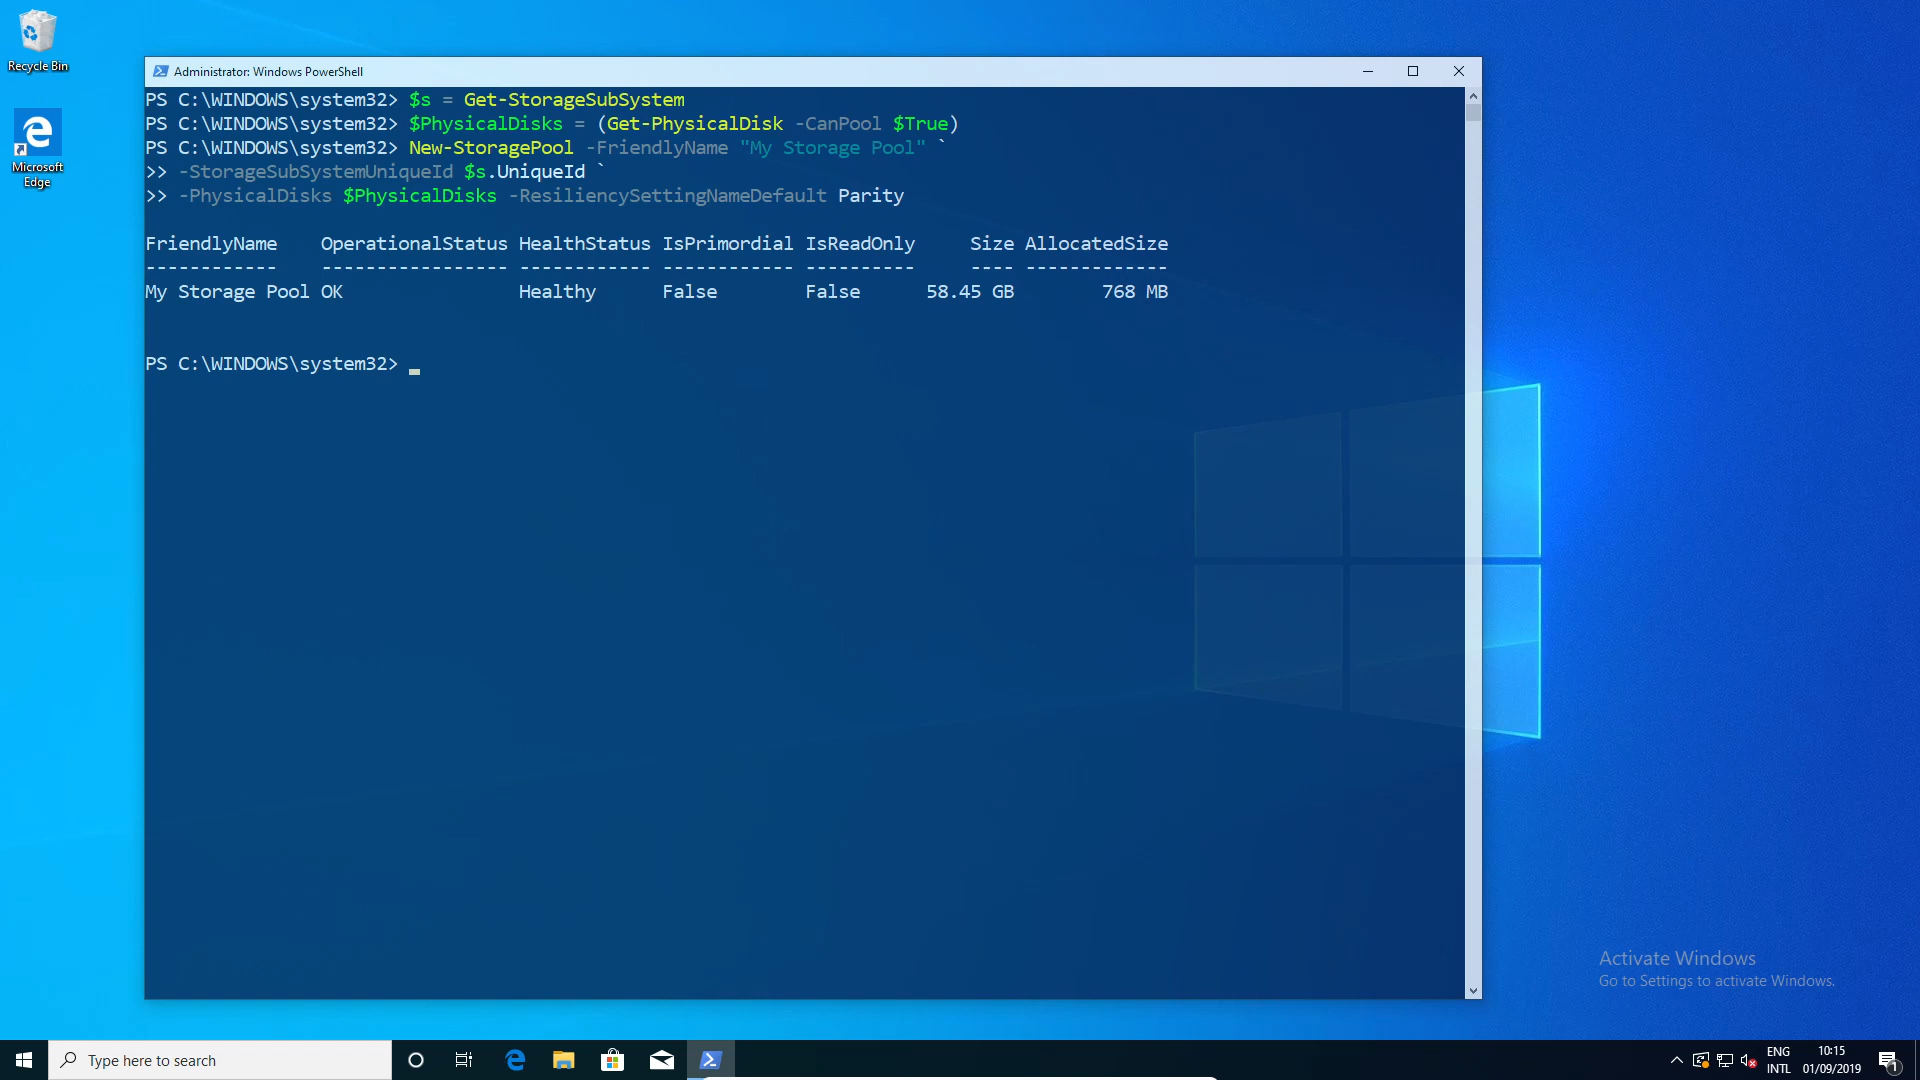 Recycle Bin
Microsoft
Edge
Administrator: Windows PowerShell
PS C:\WINDOWS\system32> $s = Get-StorageSubSystem
PS C:\WINDOWS\system32> $PhysicalDisks = (Get-PhysicalDisk -CanPool $True)
PS C:\WINDOWS\system32> New-StoragePool -FriendlyName "My Storage Pool" `
>> -StorageSubSystemUniqueId $s.UniqueId `
>> -PhysicalDisks $PhysicalDisks -ResiliencySettingNameDefault Parity
FriendlyName OperationalStatus HealthStatus IsPrimordial IsReadOnly Size AllocatedSize
------------ ----------------- ------------ ------------ ---------- ---- -------------
My Storage Pool OK Healthy False False 58.45 GB 768 MB
PS C:\WINDOWS\system32>
Activate Windows
Go to Settings to activate Windows.
Type here to search
ENG
INTL
10:15
01/09/2019
1